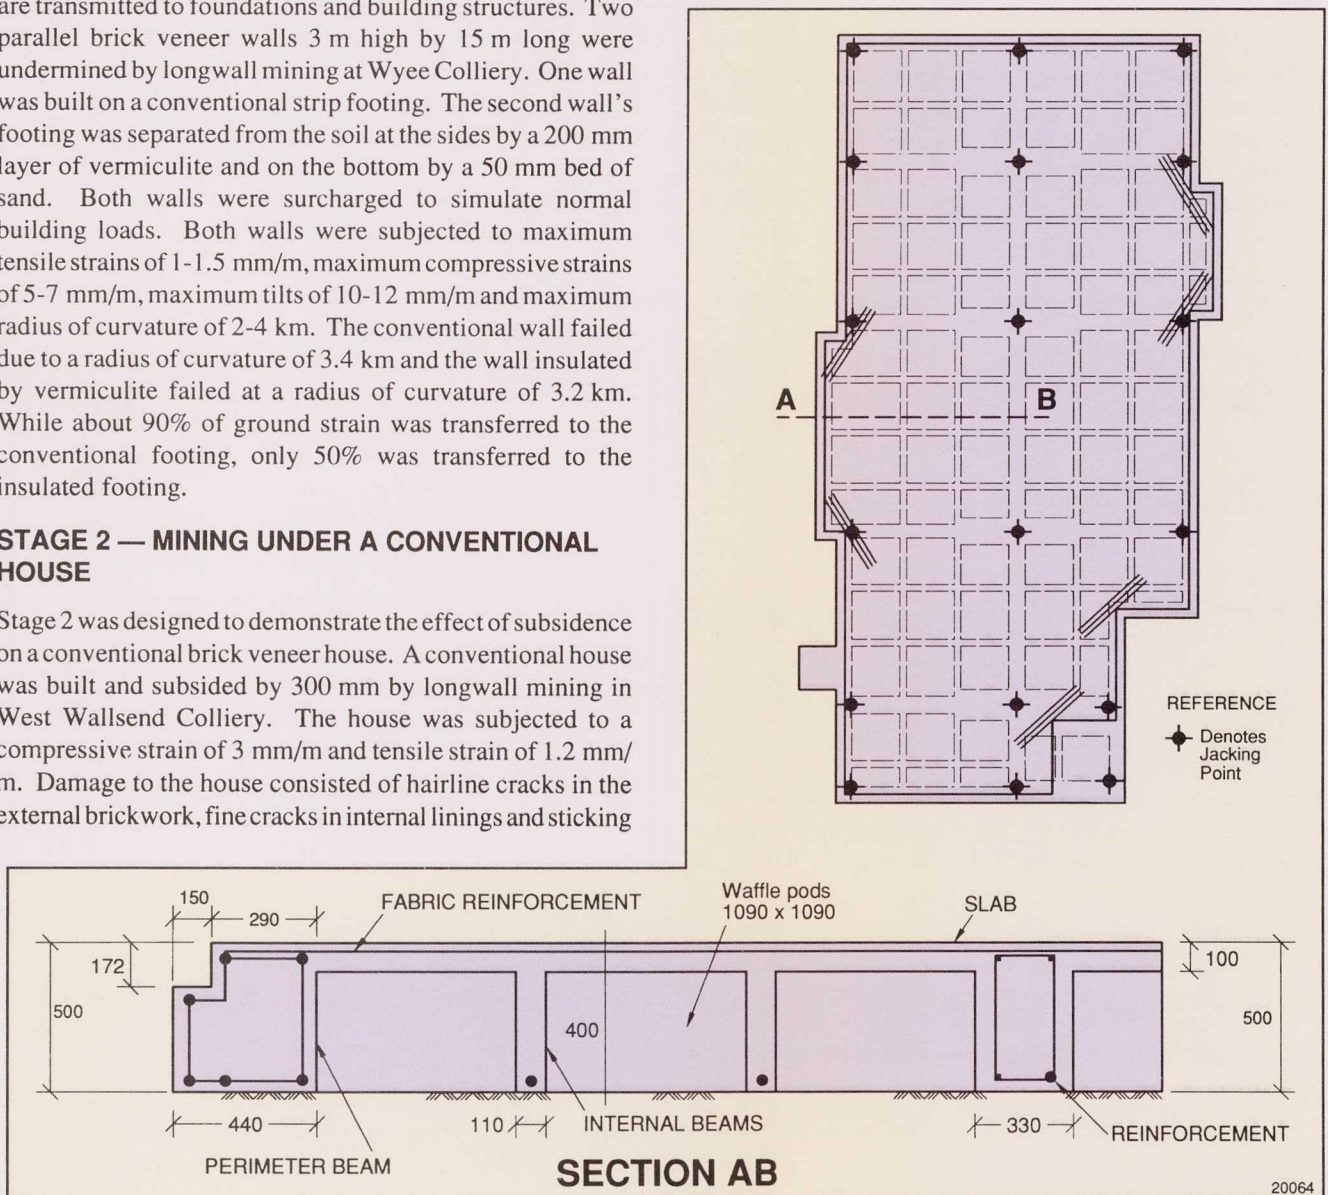 are transmitted to foundations and building structures. Two
parallel brick veneer walls 3 m high by 15 m long were
undermined by longwall mining at Wyee Colliery. One wall
was built on a conventional strip footing. The second wall's
footing was separated from the soil at the sides by a 200 mm
layer of vermiculite and on the bottom by a 50 mm bed of
sand. Both walls were surcharged to simulate normal
building loads. Both walls were subjected to maximum
tensile strains of 1-1.5 mm/m, maximum compressive strains
of 5-7 mm/m, maximum tilts of 10-12 mm/m and maximum
radius of curvature of 2-4 km. The conventional wall failed
due to a radius of curvature of 3.4 km and the wall insulated
by vermiculite failed at a radius of curvature of 3.2 km.
While about 90% of ground strain was transferred to the
conventional footing, only 50% was transferred to the
insulated footing.
STAGE 2 — MINING UNDER A CONVENTIONAL
HOUSE
Stage 2 was designed to demonstrate the effect of subsidence
on a conventional brick veneer house. A conventional house
was built and subsided by 300 mm by longwall mining in
West Wallsend Colliery. The house was subjected to a
compressive strain of 3 mm/m and tensile strain of 1.2 mm/
m. Damage to the house consisted of hairline cracks in the
external brickwork, fine cracks in internal linings and sticking
A
B
REFERENCE
Denotes
Jacking
Point
150
290
FABRIC REINFORCEMENT
Waffle pods
1090 x 1090
SLAB
172
500
400
100
500
440
110
INTERNAL BEAMS
330
REINFORCEMENT
PERIMETER BEAM
SECTION AB
20064